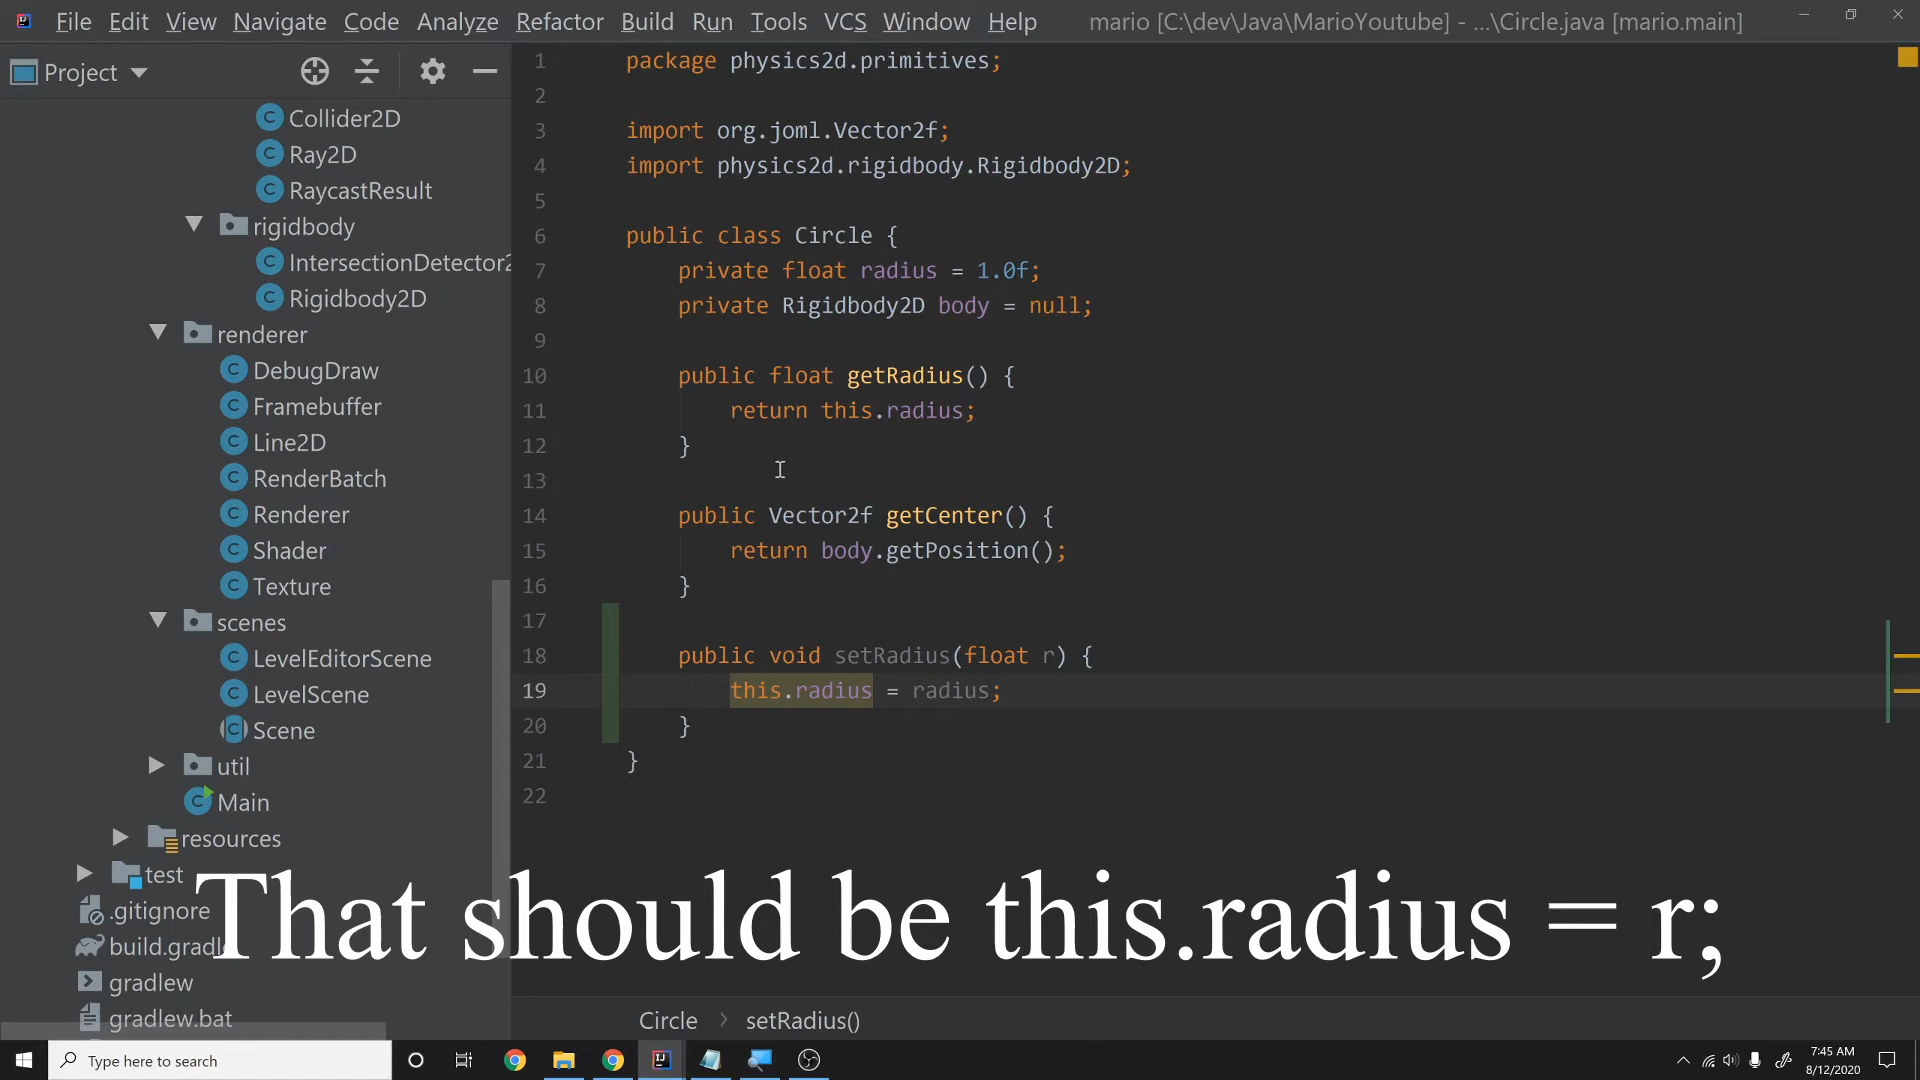 File Edit View Navigate Code Analyze Refactor Build Run Tools VCS Window Help mario [C:\dev\Java\MarioYoutube] - ...\Circle.java [mario.main]
Project
Collider2D
Ray2D
RaycastResult
rigidbody
IntersectionDetector2
Rigidbody2D
renderer
DebugDraw
Framebuffer
Line2D
RenderBatch
Renderer
Shader
Texture
scenes
LevelEditorScene
LevelScene
Scene
util
Main
resources
test
.gitignore
build.gradle
gradlew
gradlew.bat
1 package physics2d.primitives;
2
3 import org.joml.Vector2f;
4 import physics2d.rigidbody.Rigidbody2D;
5
6 public class Circle {
7 private float radius = 1.0f;
8 private Rigidbody2D body = null;
9
10 public float getRadius() {
11 return this.radius;
12 }
13
14 public Vector2f getCenter() {
15 return body.getPosition();
16 }
17
18 public void setRadius(float r) {
19 this.radius = radius;
20 }
21 }
22
That should be this.radius = r;
Circle > setRadius()
Type here to search
7:45 AM
8/12/2020